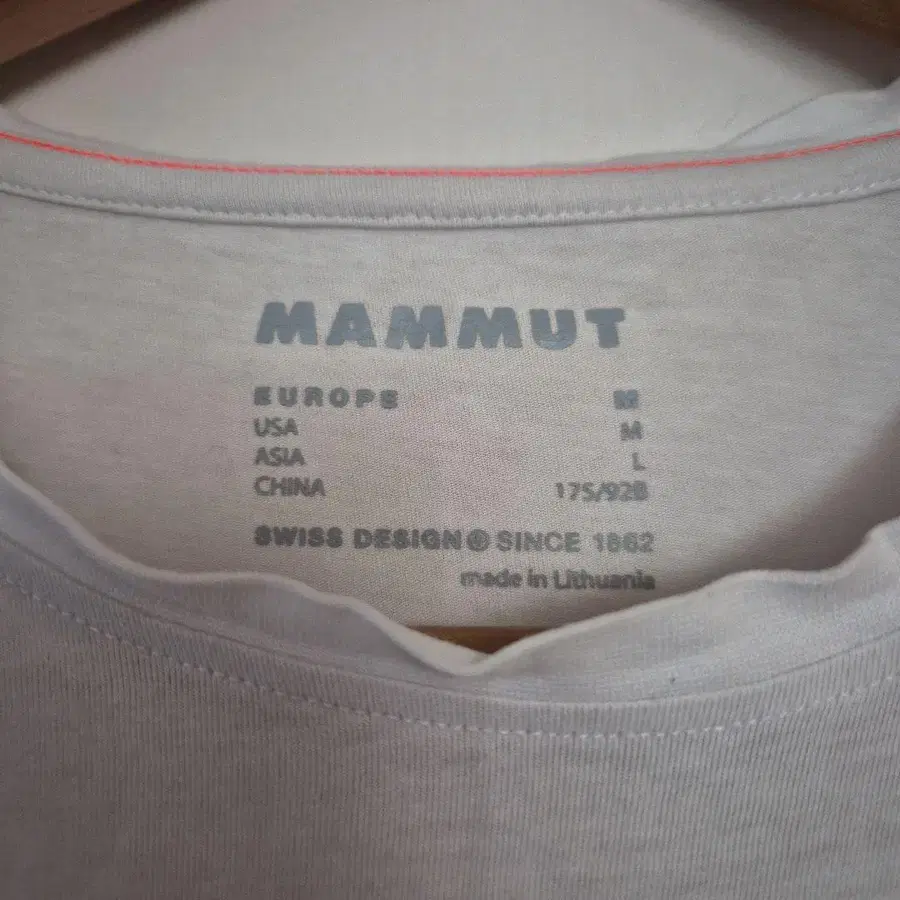 MAMMUT
EUROPE M
USA M
ASIA L
CHINA 175/92B
SWISS DESIGN® SINCE 1862
made in Lithuania